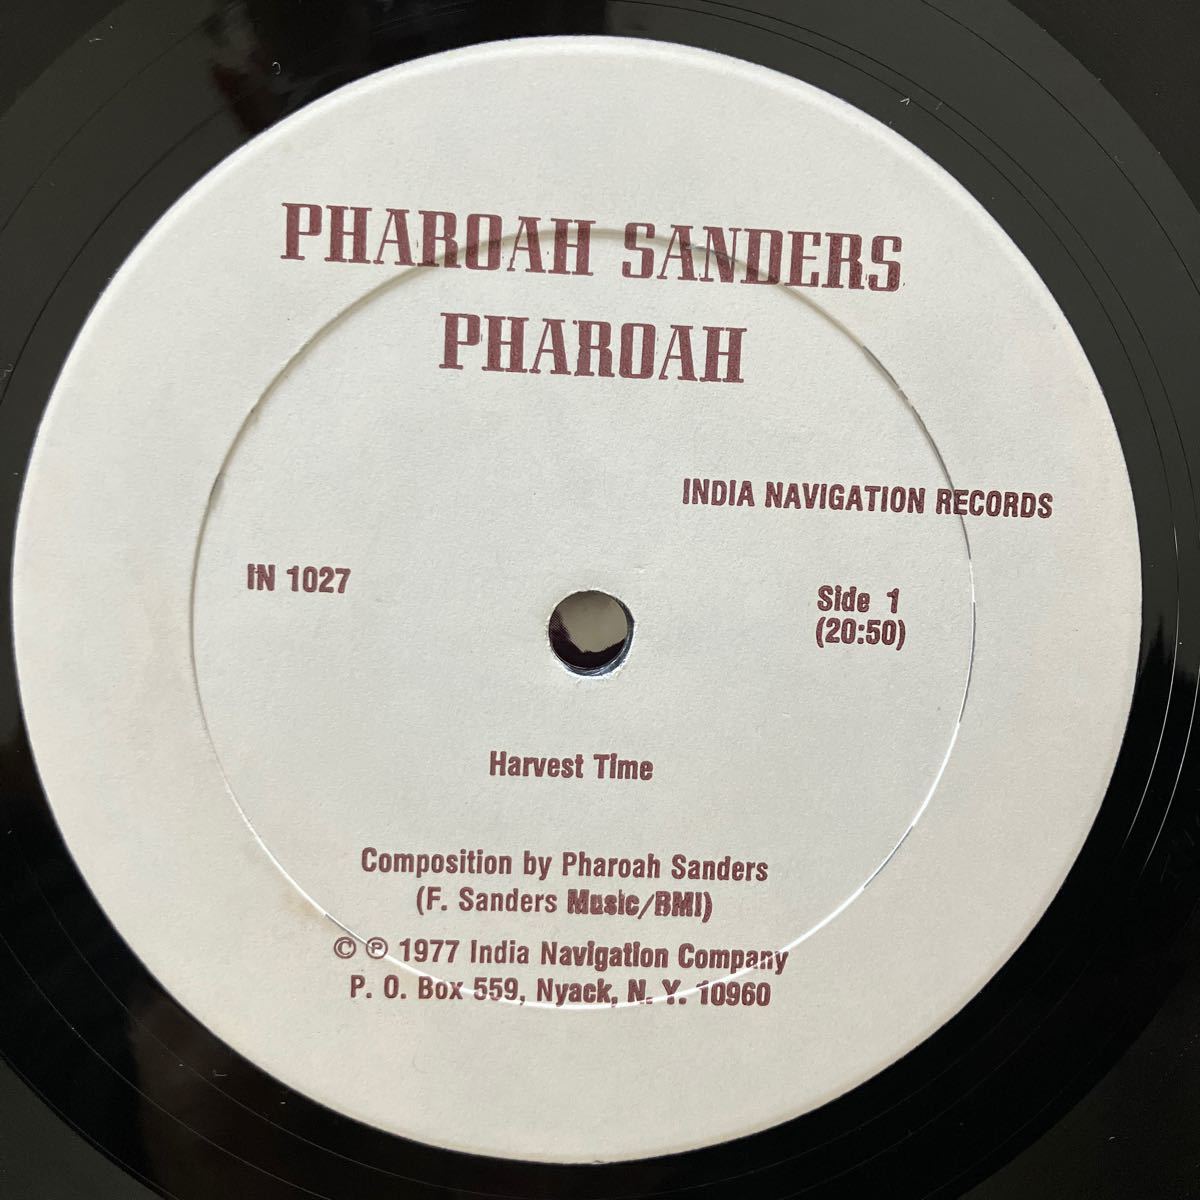 PHAROAH SANDERS
PHAROAH
INDIA NAVIGATION RECORDS
IN 1027
Side 1
(20:50)
Harvest Time
Composition by Pharoah Sanders
(F. Sanders Music/BMI)
© ℗ 1977 India Navigation Company
P. O. Box 559, Nyack, N. Y. 10960